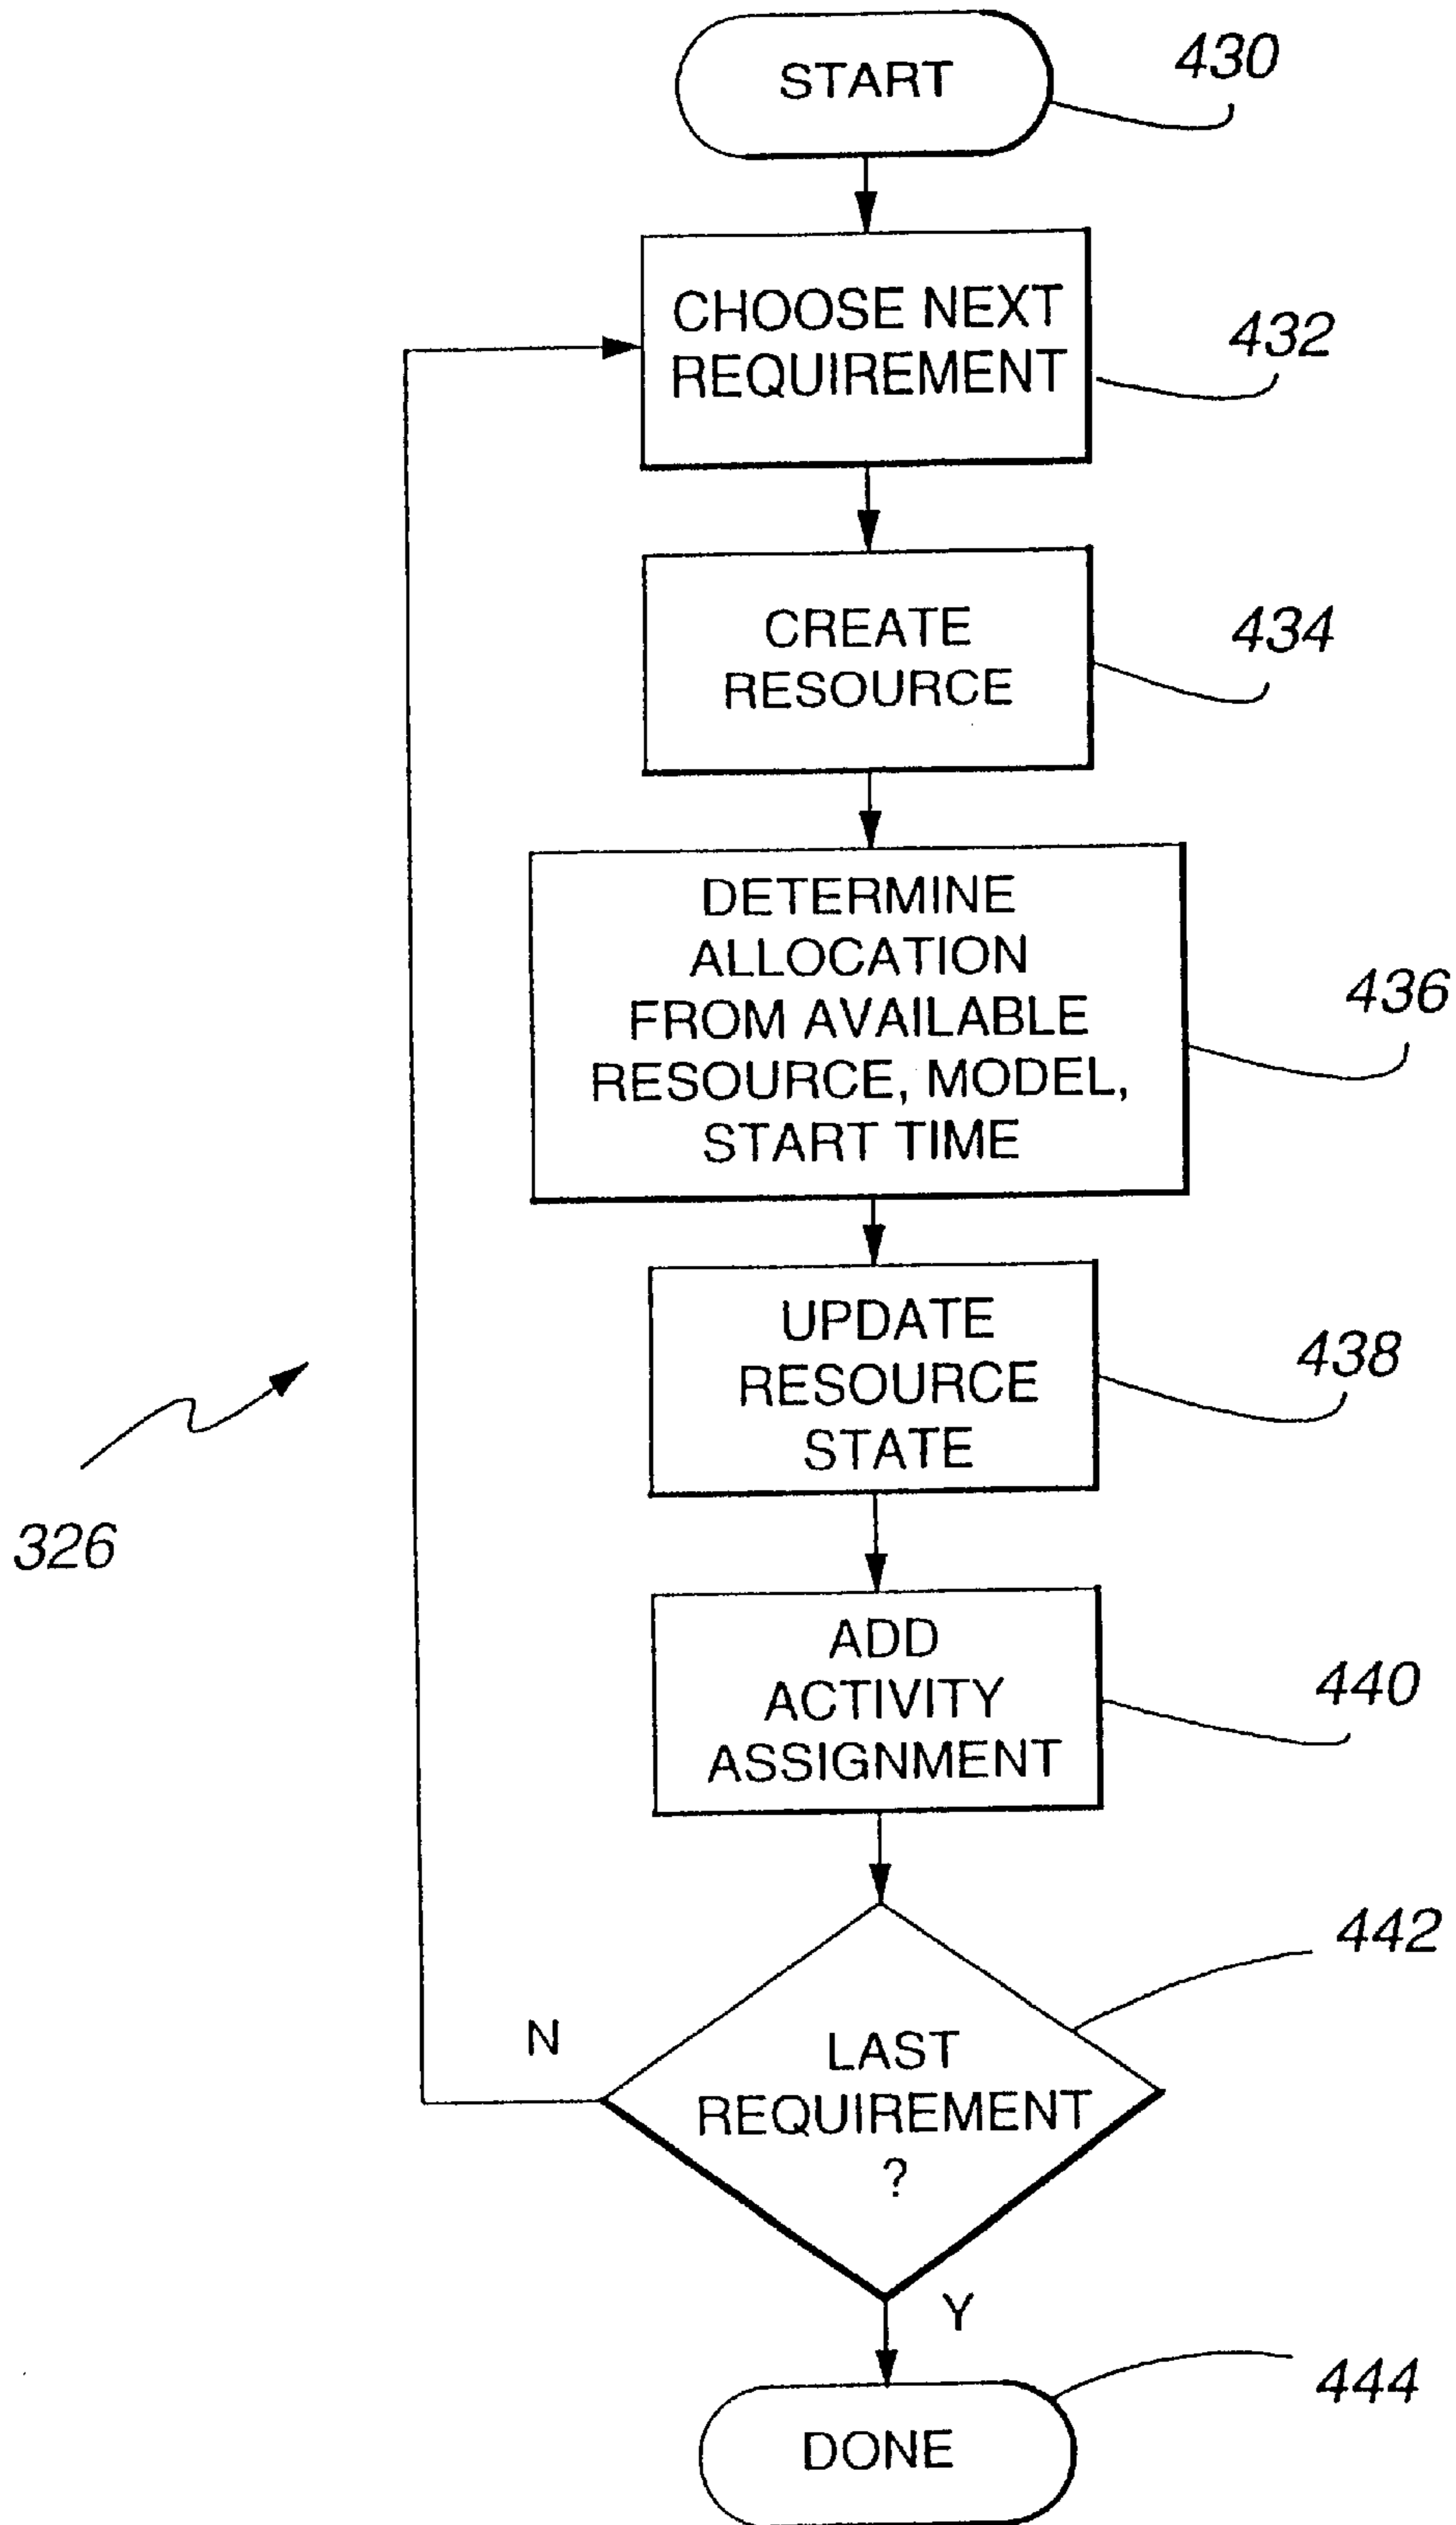 START
430
CHOOSE NEXT
REQUIREMENT
432
CREATE
RESOURCE
434
DETERMINE
ALLOCATION
FROM AVAILABLE
RESOURCE, MODEL,
START TIME
436
UPDATE
RESOURCE
STATE
438
326
ADD
ACTIVITY
ASSIGNMENT
440
442
N
LAST
REQUIREMENT
?
Y
444
DONE